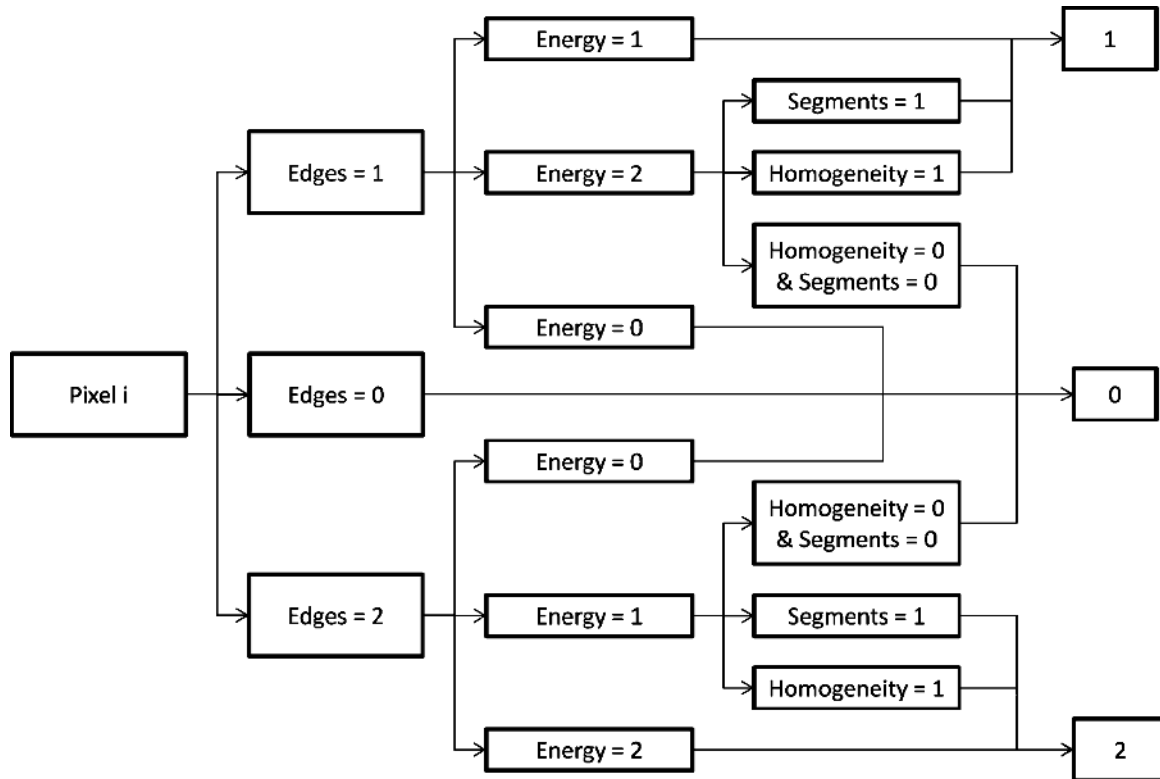 Energy = 1
1
Segments = 1
Edges = 1
Energy = 2
Homogeneity = 1
Homogeneity = 0
& Segments = 0
Energy = 0
Pixel i
Edges = 0
0
Energy = 0
Homogeneity = 0
& Segments = 0
Edges = 2
Energy = 1
Segments = 1
Homogeneity = 1
Energy = 2
2